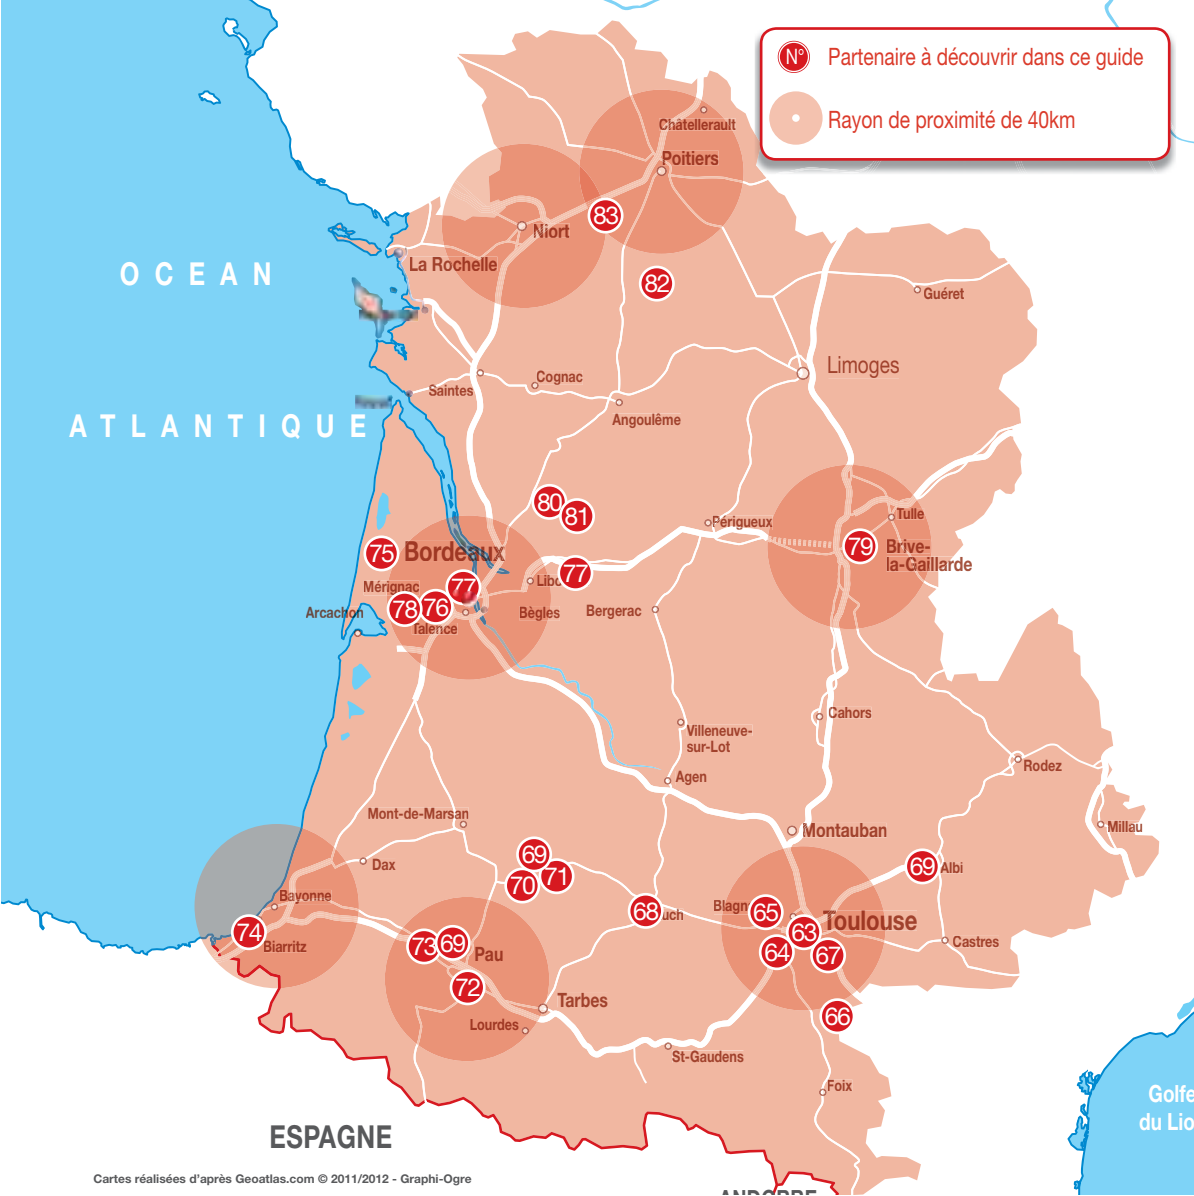 N° Partenaire à découvrir dans ce guide
Rayon de proximité de 40km
Châtellerault
Poitiers
83
Niort
La Rochelle
OCEAN
82
Guéret
Limoges
Cognac
Saintes
Angoulême
ATLANTIQUE
80
81
Périgueux
Tulle
79
Brive-
la-Gaillarde
75
Bordeaux
77
Mérignac
77
78
76
Arcachon
Talence
Bègles
Bergerac
Cahors
Villeneuve-
sur-Lot
Rodez
Agen
Mont-de-Marsan
Montauban
Millau
69
71
70
Dax
69
Albi
Bayonne
68
65
Toulouse
63
74
Biarritz
73
69
Pau
64
67
Castres
72
Tarbes
66
Lourdes
St-Gaudens
Foix
Golfe
ESPAGNE
Cartes réalisées d'après Geoatlas.com © 2011/2012 - Graphi-Ogre